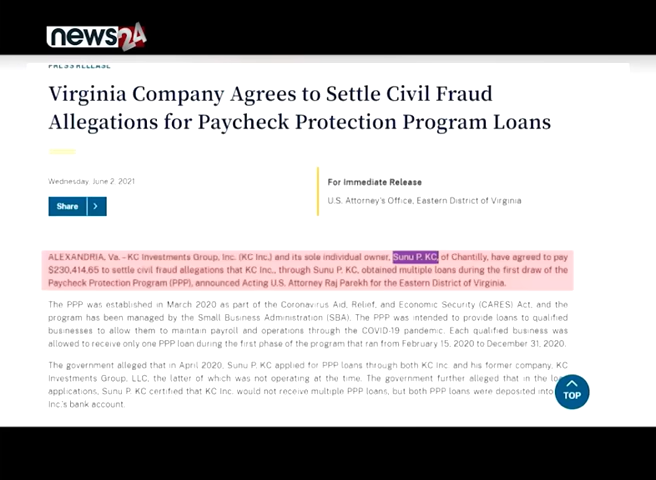 news24
PRESS RELEASE
Virginia Company Agrees to Settle Civil Fraud
Allegations for Paycheck Protection Program Loans
Wednesday, June 2, 2021
Share
For Immediate Release
U.S. Attorney's Office, Eastern District of Virginia
ALEXANDRIA, Va. – KC Investments Group, Inc. (KC Inc.) and its sole individual owner, Sunu P. KC, of Chantilly, have agreed to pay
$230,414.65 to settle civil fraud allegations that KC Inc., through Sunu P. KC, obtained multiple loans during the first draw of the
Paycheck Protection Program (PPP), announced Acting U.S. Attorney Raj Parekh for the Eastern District of Virginia.
The PPP was established in March 2020 as part of the Coronavirus Aid, Relief, and Economic Security (CARES) Act, and the
program has been managed by the Small Business Administration (SBA). The PPP was intended to provide loans to qualified
businesses to allow them to maintain payroll and operations through the COVID-19 pandemic. Each qualified business was
allowed to receive only one PPP loan during the first phase of the program that ran from February 15, 2020 to December 31, 2020.
The government alleged that in April 2020, Sunu P. KC applied for PPP loans through both KC Inc. and his former company, KC
Investments Group, LLC, the latter of which was not operating at the time. The government further alleged that in the
applications, Sunu P. KC certified that KC Inc. would not receive multiple PPP loans, but both PPP loans were deposited
Inc.'s bank account.
TOP